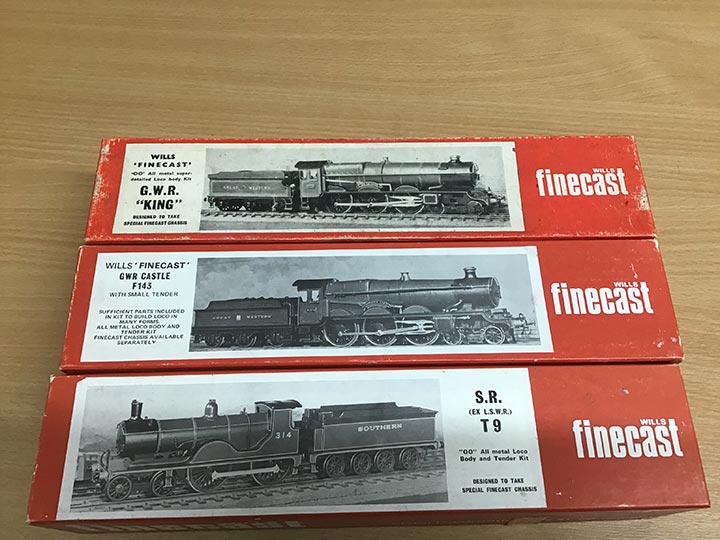 WILLS
'FINECAST'
'OO' All metal super-
detailed Loco body Kit
G.W.R.
"KING"
DESIGNED TO TAKE
SPECIAL FINECAST CHASSIS
GREAT WESTERN
WILLS
finecast
WILLS 'FINECAST'
GWR CASTLE
F143
WITH SMALL TENDER
SUFFICIENT PARTS INCLUDED
IN KIT TO BUILD LOCO IN
MANY FORMS
ALL METAL LOCO BODY AND
TENDER KIT
FINECAST CHASSIS AVAILABLE
SEPARATELY
GREAT WESTERN
WILLS
finecast
314
SOUTHERN
S.R.
(EX L.S.W.R.)
T9
"OO" All metal Loco
Body and Tender Kit
DESIGNED TO TAKE
SPECIAL FINECAST CHASSIS
WILLS
finecast
finecast